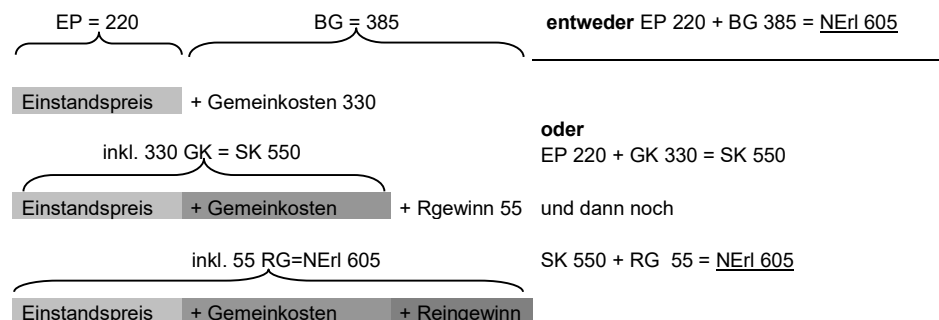 EP = 220 BG = 385 entweder EP 220 + BG 385 = NErl 605
Einstandspreis + Gemeinkosten 330
oder
inkl. 330 GK = SK 550 EP 220 + GK 330 = SK 550
Einstandspreis + Gemeinkosten + Rgewinn 55 und dann noch
inkl. 55 RG=NErl 605 SK 550 + RG 55 = NErl 605
Einstandspreis + Gemeinkosten + Reingewinn